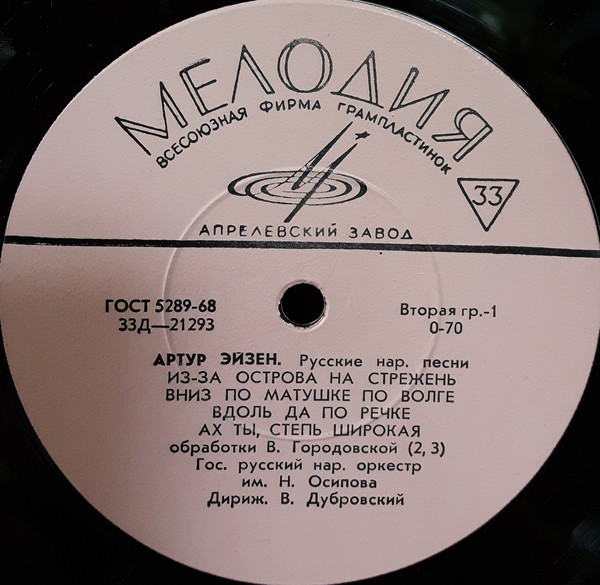 МЕЛОДИЯ
ВСЕСОЮЗНАЯ ФИРМА ГРАМПЛАСТИНОК
33
АПРЕЛЕВСКИЙ ЗАВОД
ГОСТ 5289-68
33Д—21293
Вторая гр.-1
0-70
АРТУР ЭЙЗЕН. Русские нар. песни
ИЗ-ЗА ОСТРОВА НА СТРЕЖЕНЬ
ВНИЗ ПО МАТУШКЕ ПО ВОЛГЕ
ВДОЛЬ ДА ПО РЕЧКЕ
АХ ТЫ, СТЕПЬ ШИРОКАЯ
обработки В. Городовской (2, 3)
Гос. русский нар. оркестр
им. Н. Осипова
Дириж. В. Дубровский